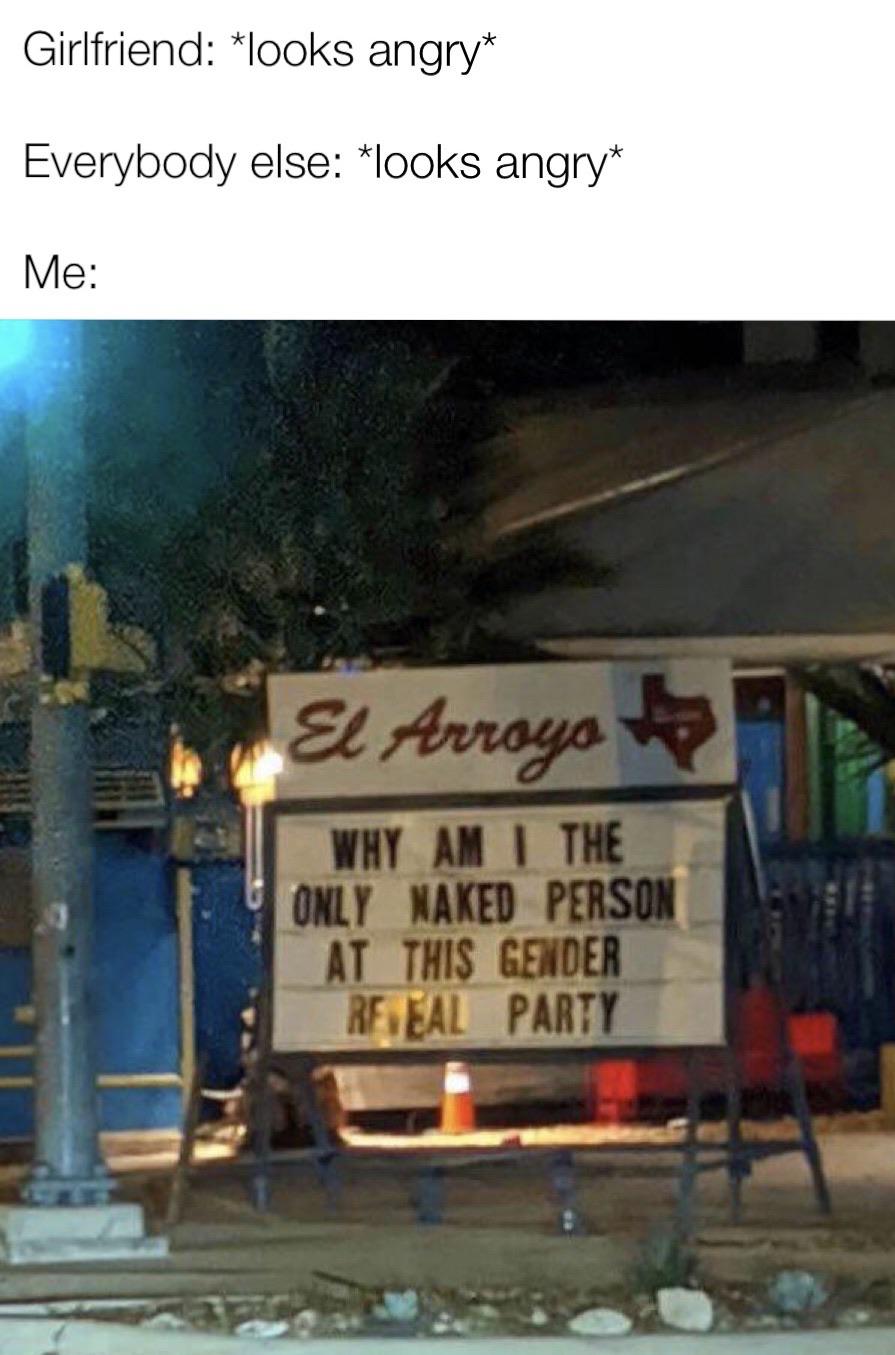 Girlfriend: *looks angry*
Everybody else: *looks angry*
Me:
El Arroyo
WHY AM I THE
ONLY NAKED PERSON
AT THIS GENDER
REVEAL PARTY